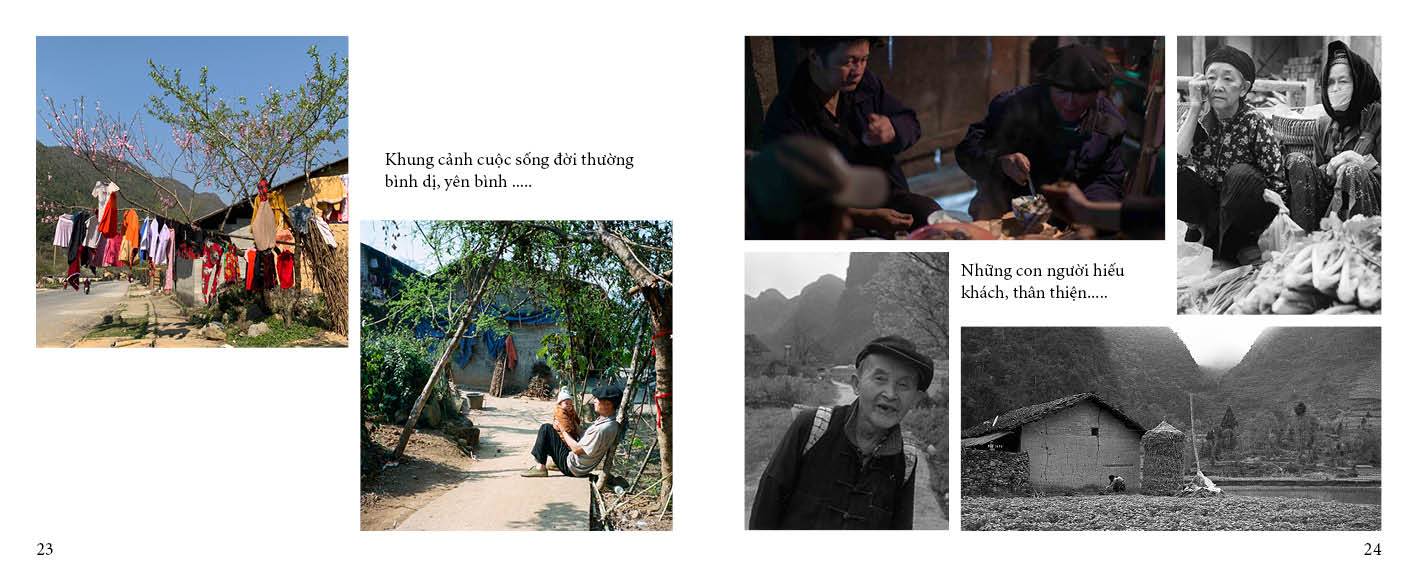 Khung cảnh cuộc sống đời thường
bình dị, yên bình .....
Những con người hiếu
khách, thân thiện.....
23
24